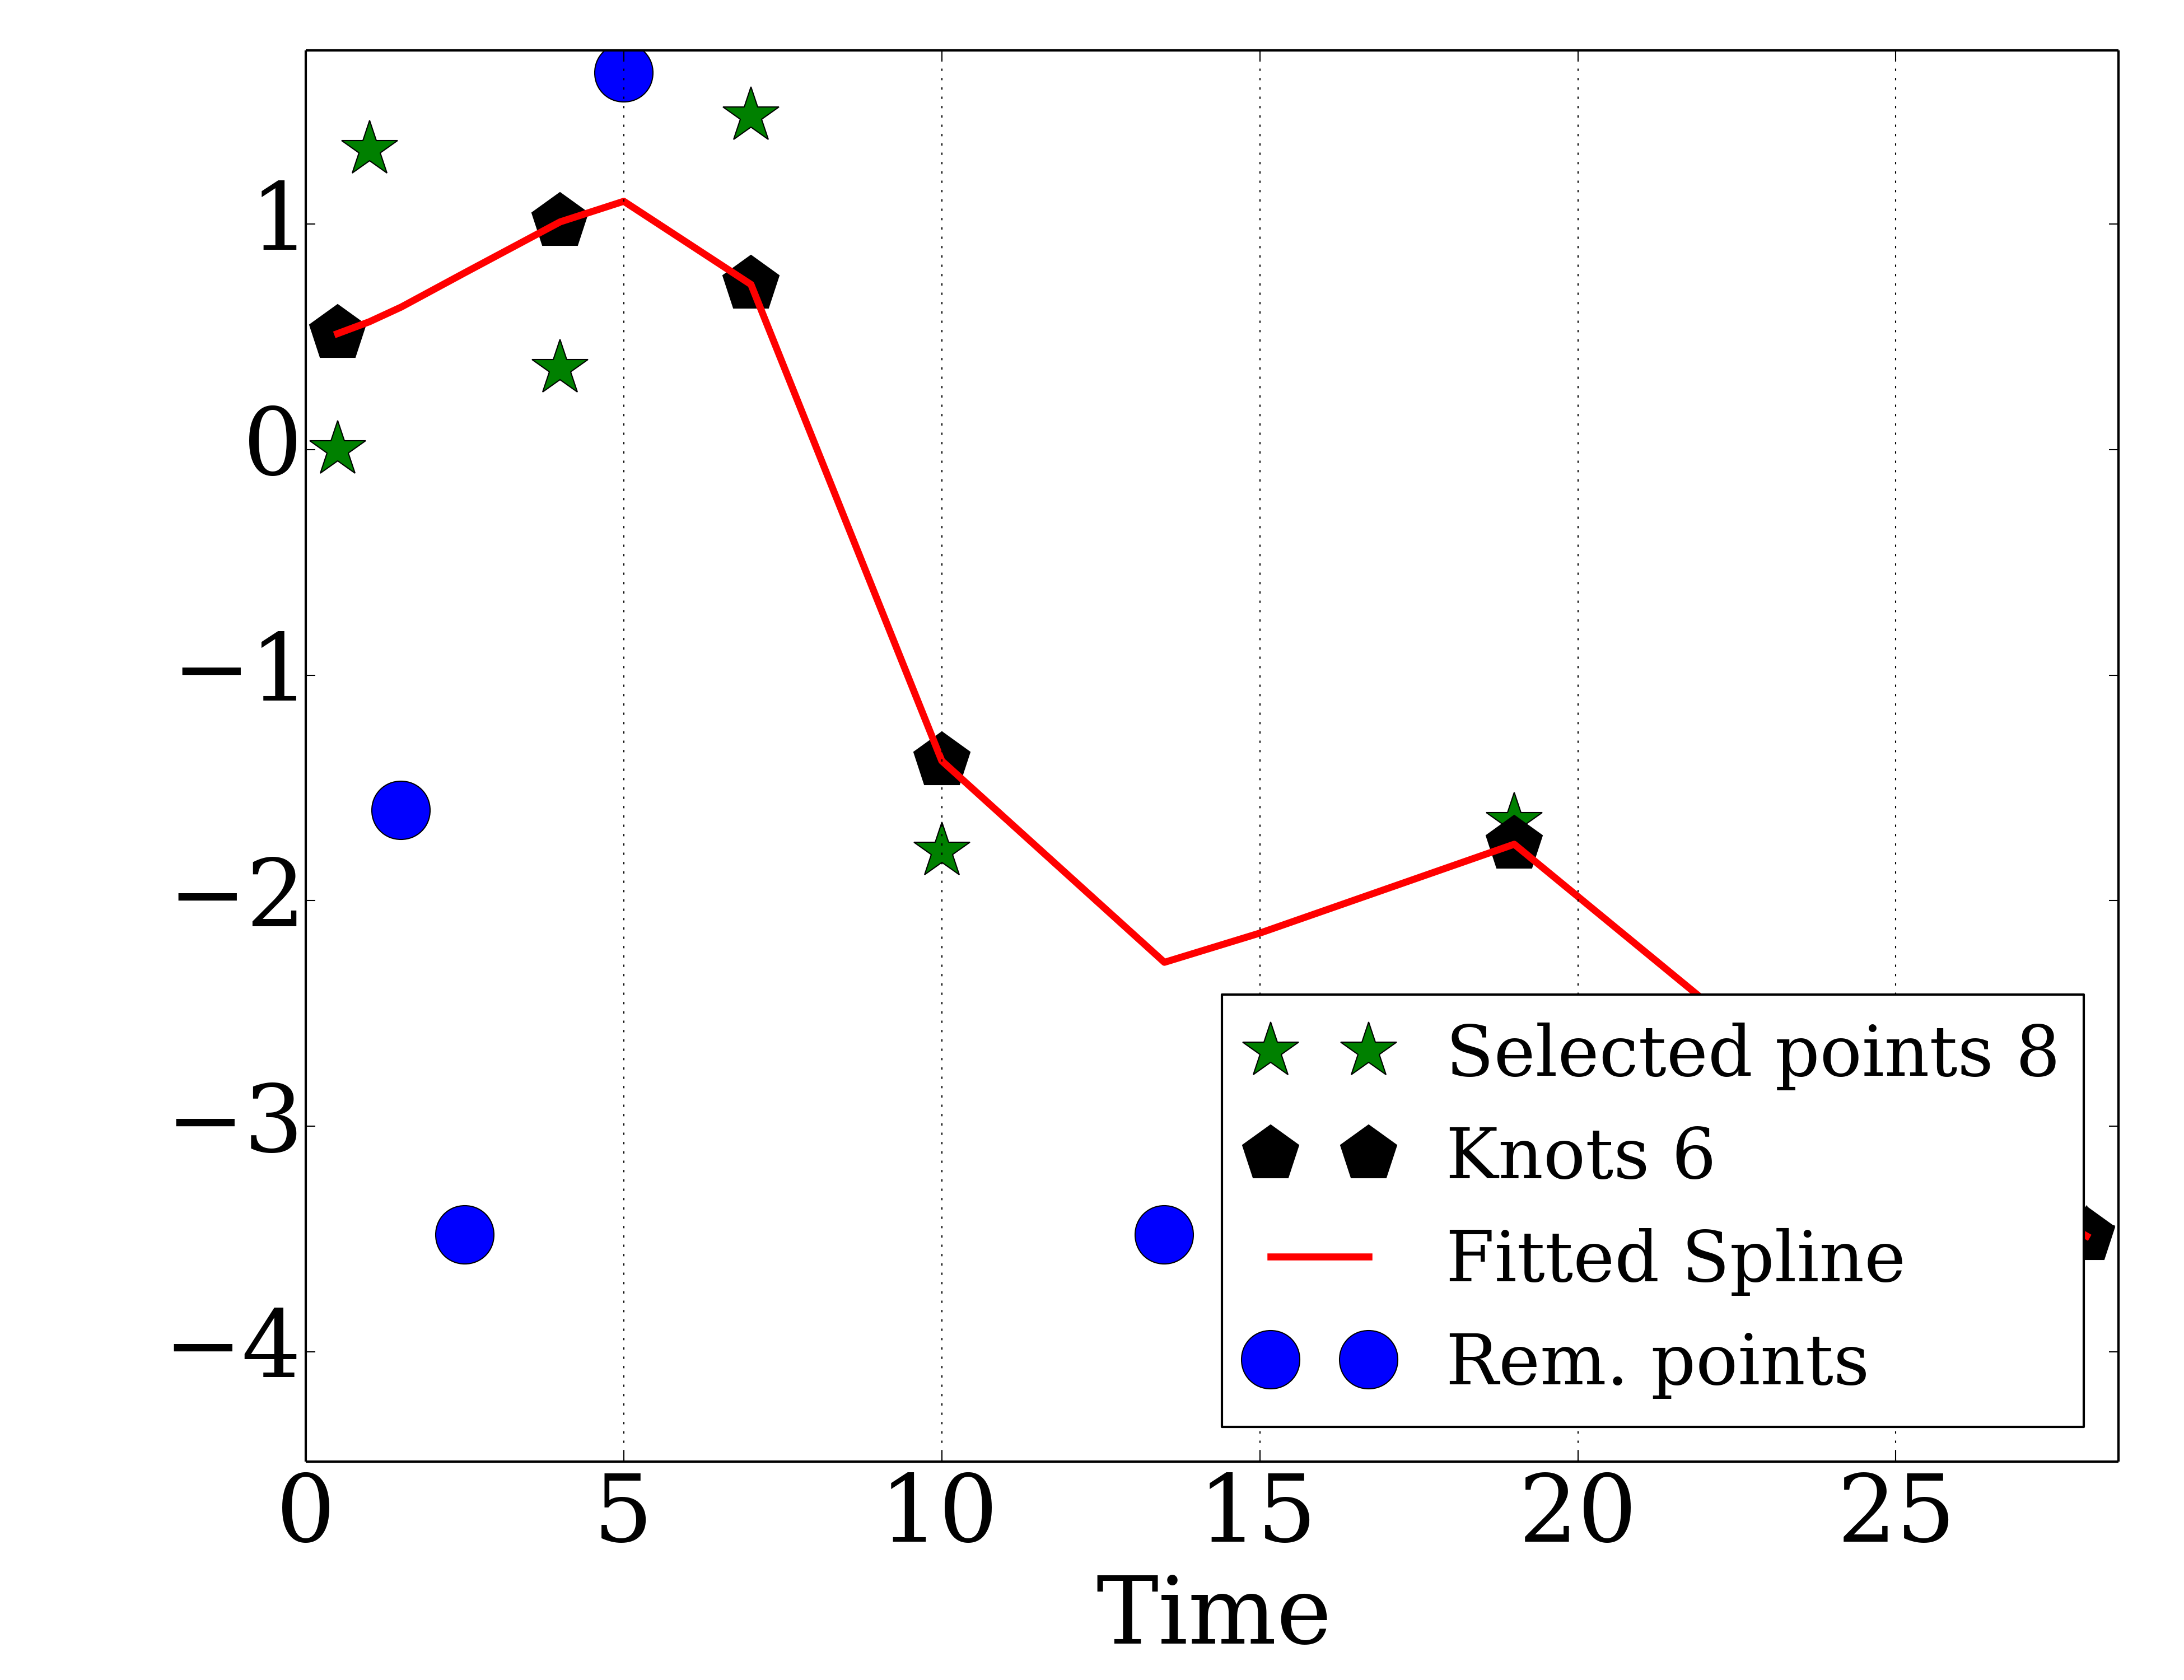 1
0
−1
−2
−3
−4
Selected points 8
Knots 6
Fitted Spline
Rem. points
0 5 10 15 20 25
Time